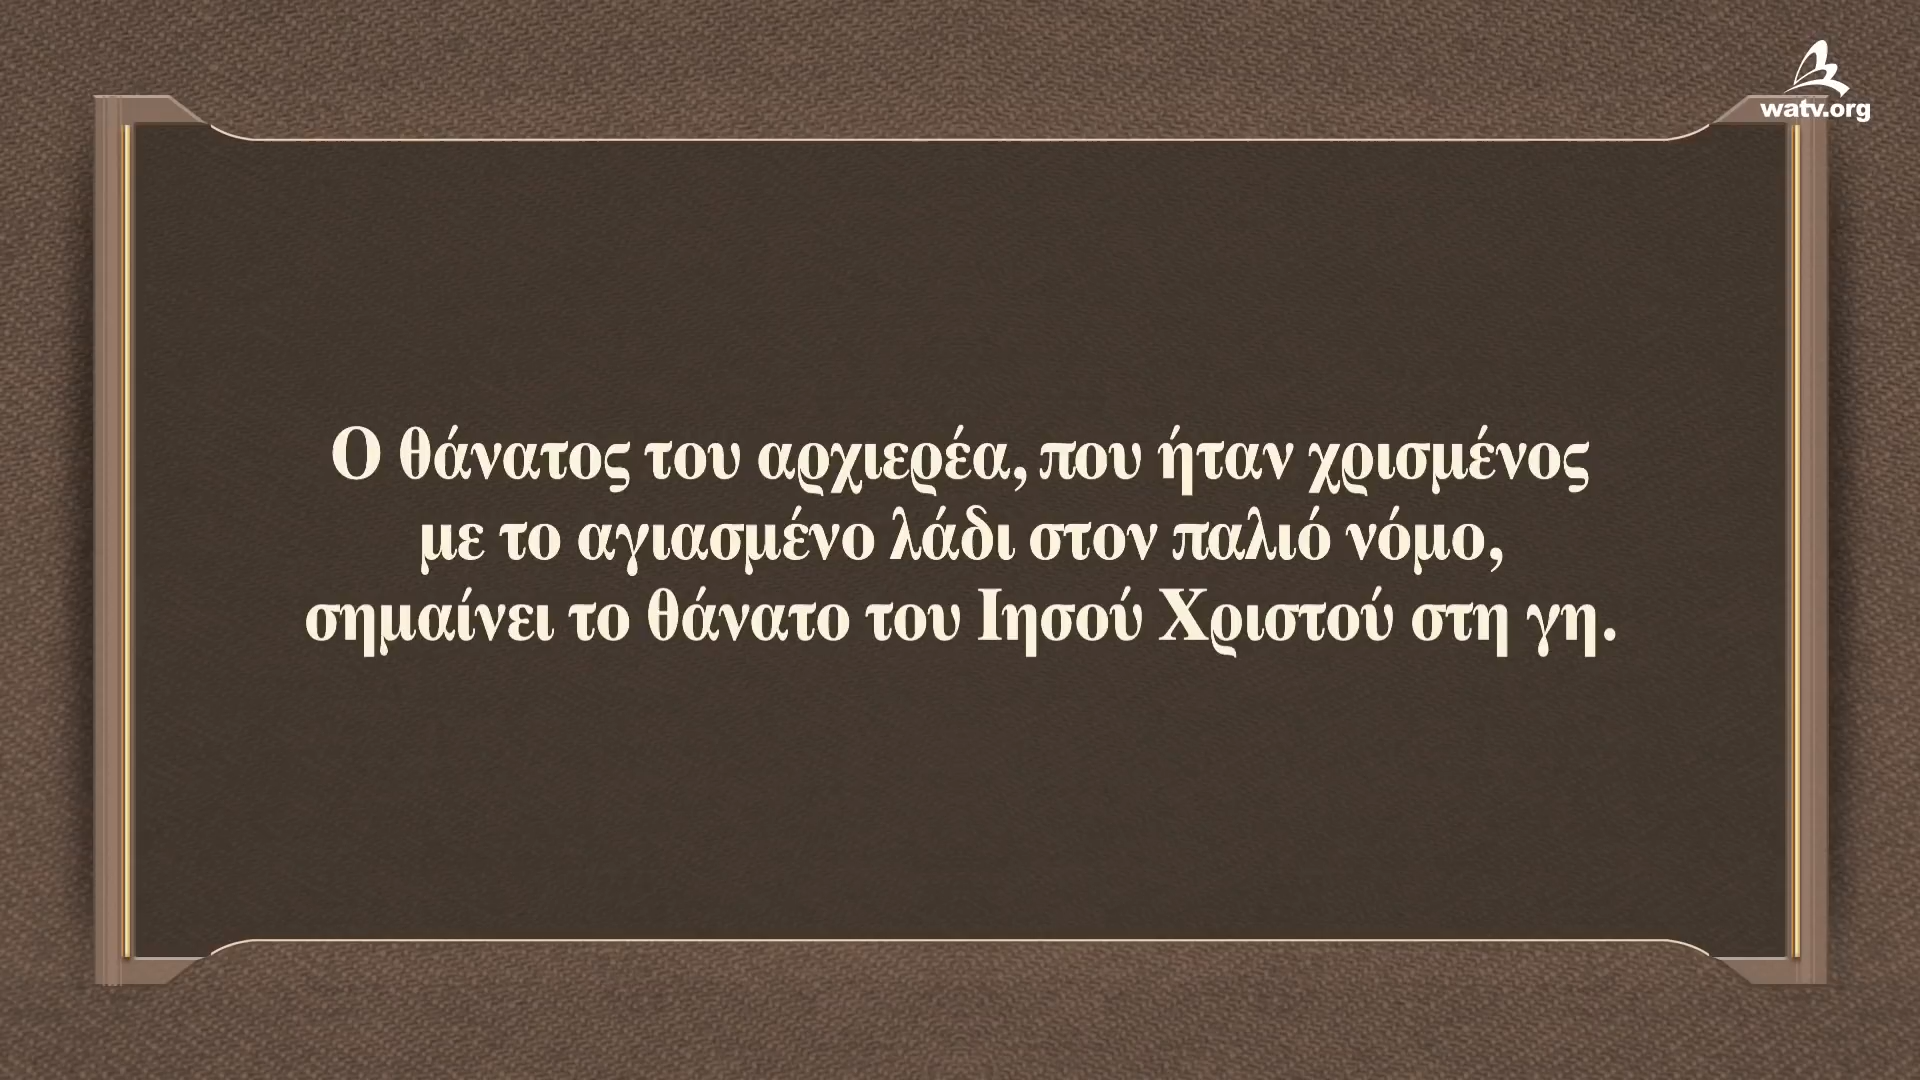 watv.org
Ο θάνατος του αρχιερέα, που ήταν χρισμένος
με το αγιασμένο λάδι στον παλιό νόμο,
σημαίνει το θάνατο του Ιησού Χριστού στη γη.